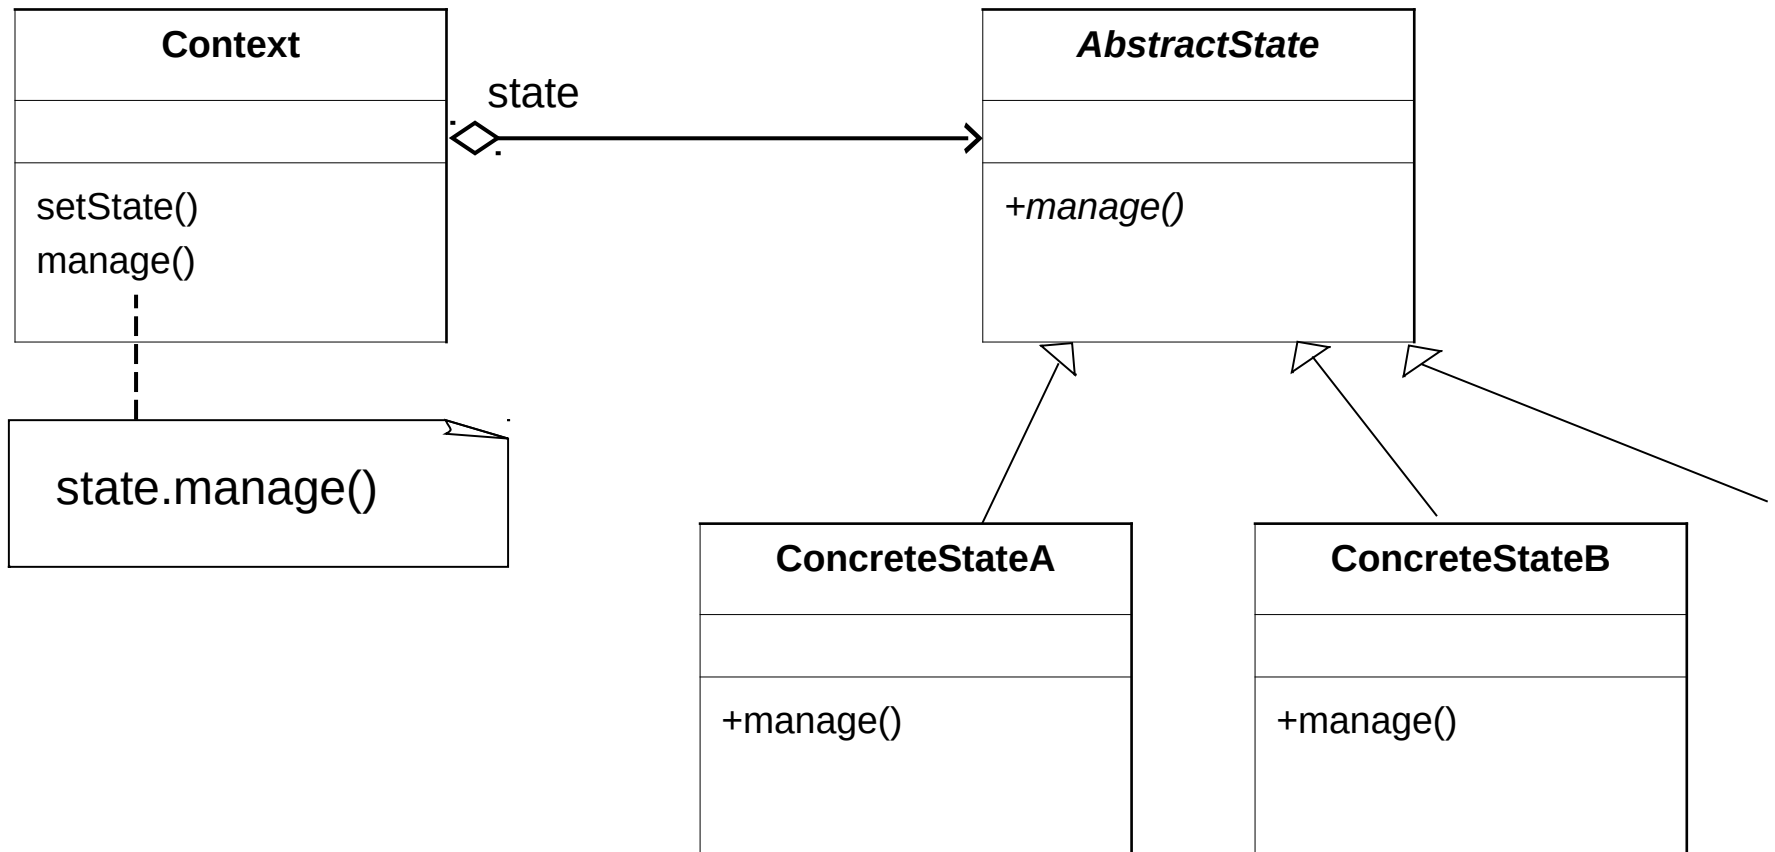 Context
state
setState()
manage()
state.manage()
AbstractState
+manage()
ConcreteStateA
+manage()
ConcreteStateB
+manage()